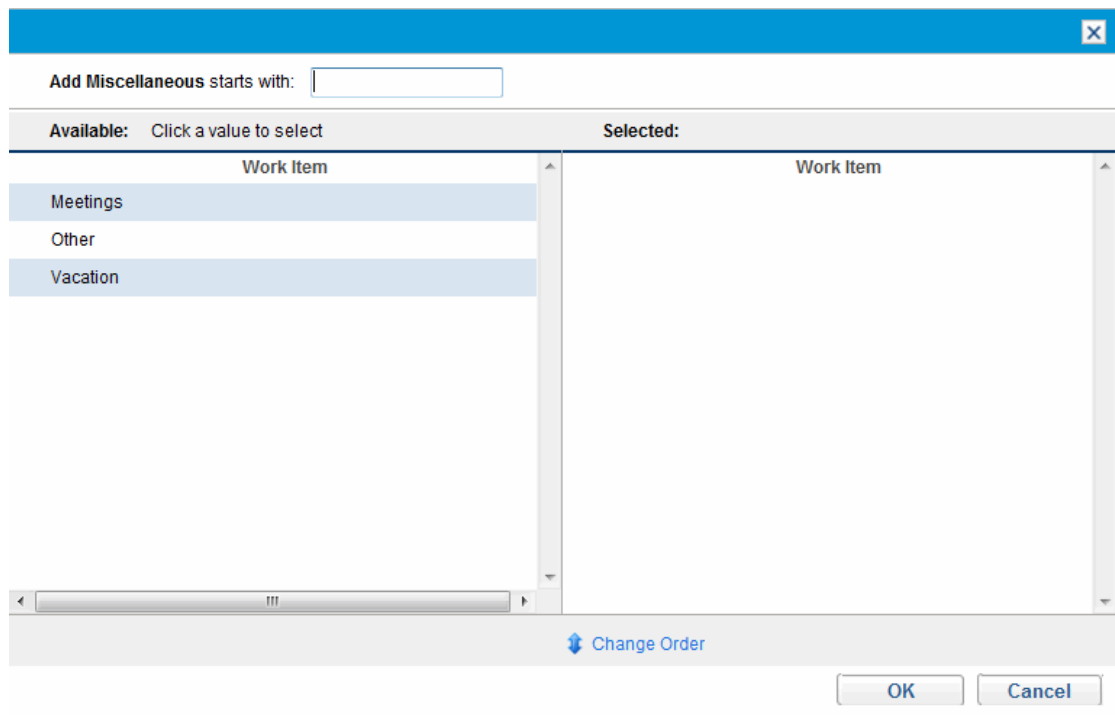 Add Miscellaneous starts with:
Available: Click a value to select Selected:
Work Item Work Item
Meetings
Other
Vacation
Change Order
OK Cancel